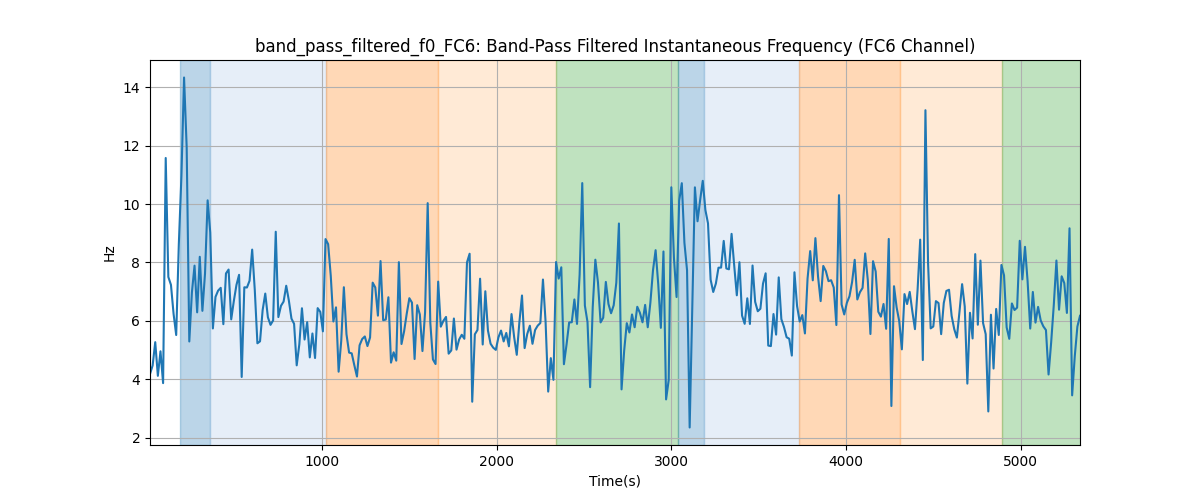 band_pass_filtered_f0_FC6: Band-Pass Filtered Instantaneous Frequency (FC6 Channel)
14
12
10
8
6
4
2
Hz
1000 2000 3000 4000 5000
Time(s)